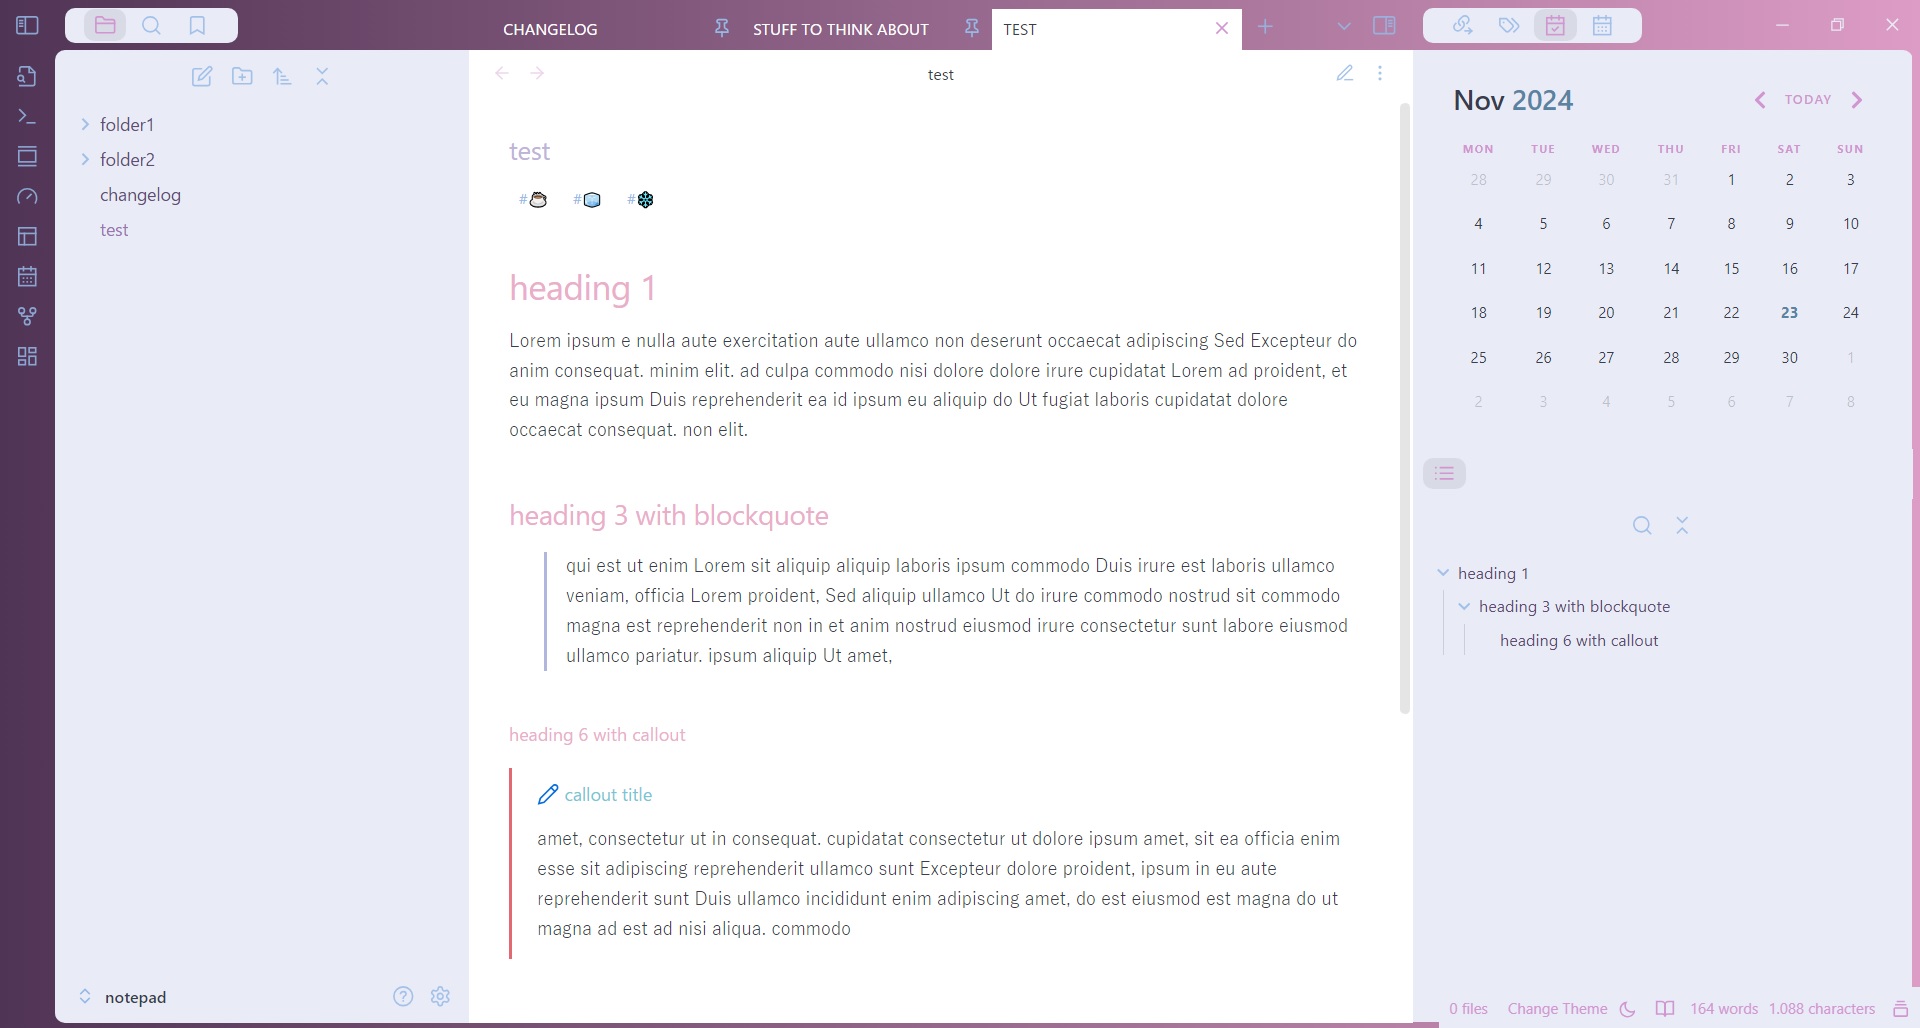 CHANGELOG
STUFF TO THINK ABOUT
TEST
folder1
folder2
changelog
test
notepad
test
test
#
#
#
heading 1
Lorem ipsum e nulla aute exercitation aute ullamco non deserunt occaecat adipiscing Sed Excepteur do
anim consequat. minim elit. ad culpa commodo nisi dolore dolore irure cupidatat Lorem ad proident, et
eu magna ipsum Duis reprehenderit ea id ipsum eu aliquip do Ut fugiat laboris cupidatat dolore
occaecat consequat. non elit.
heading 3 with blockquote
qui est ut enim Lorem sit aliquip aliquip laboris ipsum commodo Duis irure est laboris ullamco
veniam, officia Lorem proident, Sed aliquip ullamco Ut do irure commodo nostrud sit commodo
magna est reprehenderit non in et anim nostrud eiusmod irure consectetur sunt labore eiusmod
ullamco pariatur. ipsum aliquip Ut amet,
heading 6 with callout
callout title
amet, consectetur ut in consequat. cupidatat consectetur ut dolore ipsum amet, sit ea officia enim
esse sit adipiscing reprehenderit ullamco sunt Excepteur dolore proident, ipsum in eu aute
reprehenderit sunt Duis ullamco incididunt enim adipiscing amet, do est eiusmod est magna do ut
magna ad est ad nisi aliqua. commodo
Nov 2024
TODAY
MON TUE WED THU FRI SAT SUN
28 29 30 31 1 2 3
4 5 6 7 8 9 10
11 12 13 14 15 16 17
18 19 20 21 22 23 24
25 26 27 28 29 30 1
2 3 4 5 6 7 8
heading 1
heading 3 with blockquote
heading 6 with callout
0 files Change Theme 164 words 1.088 characters